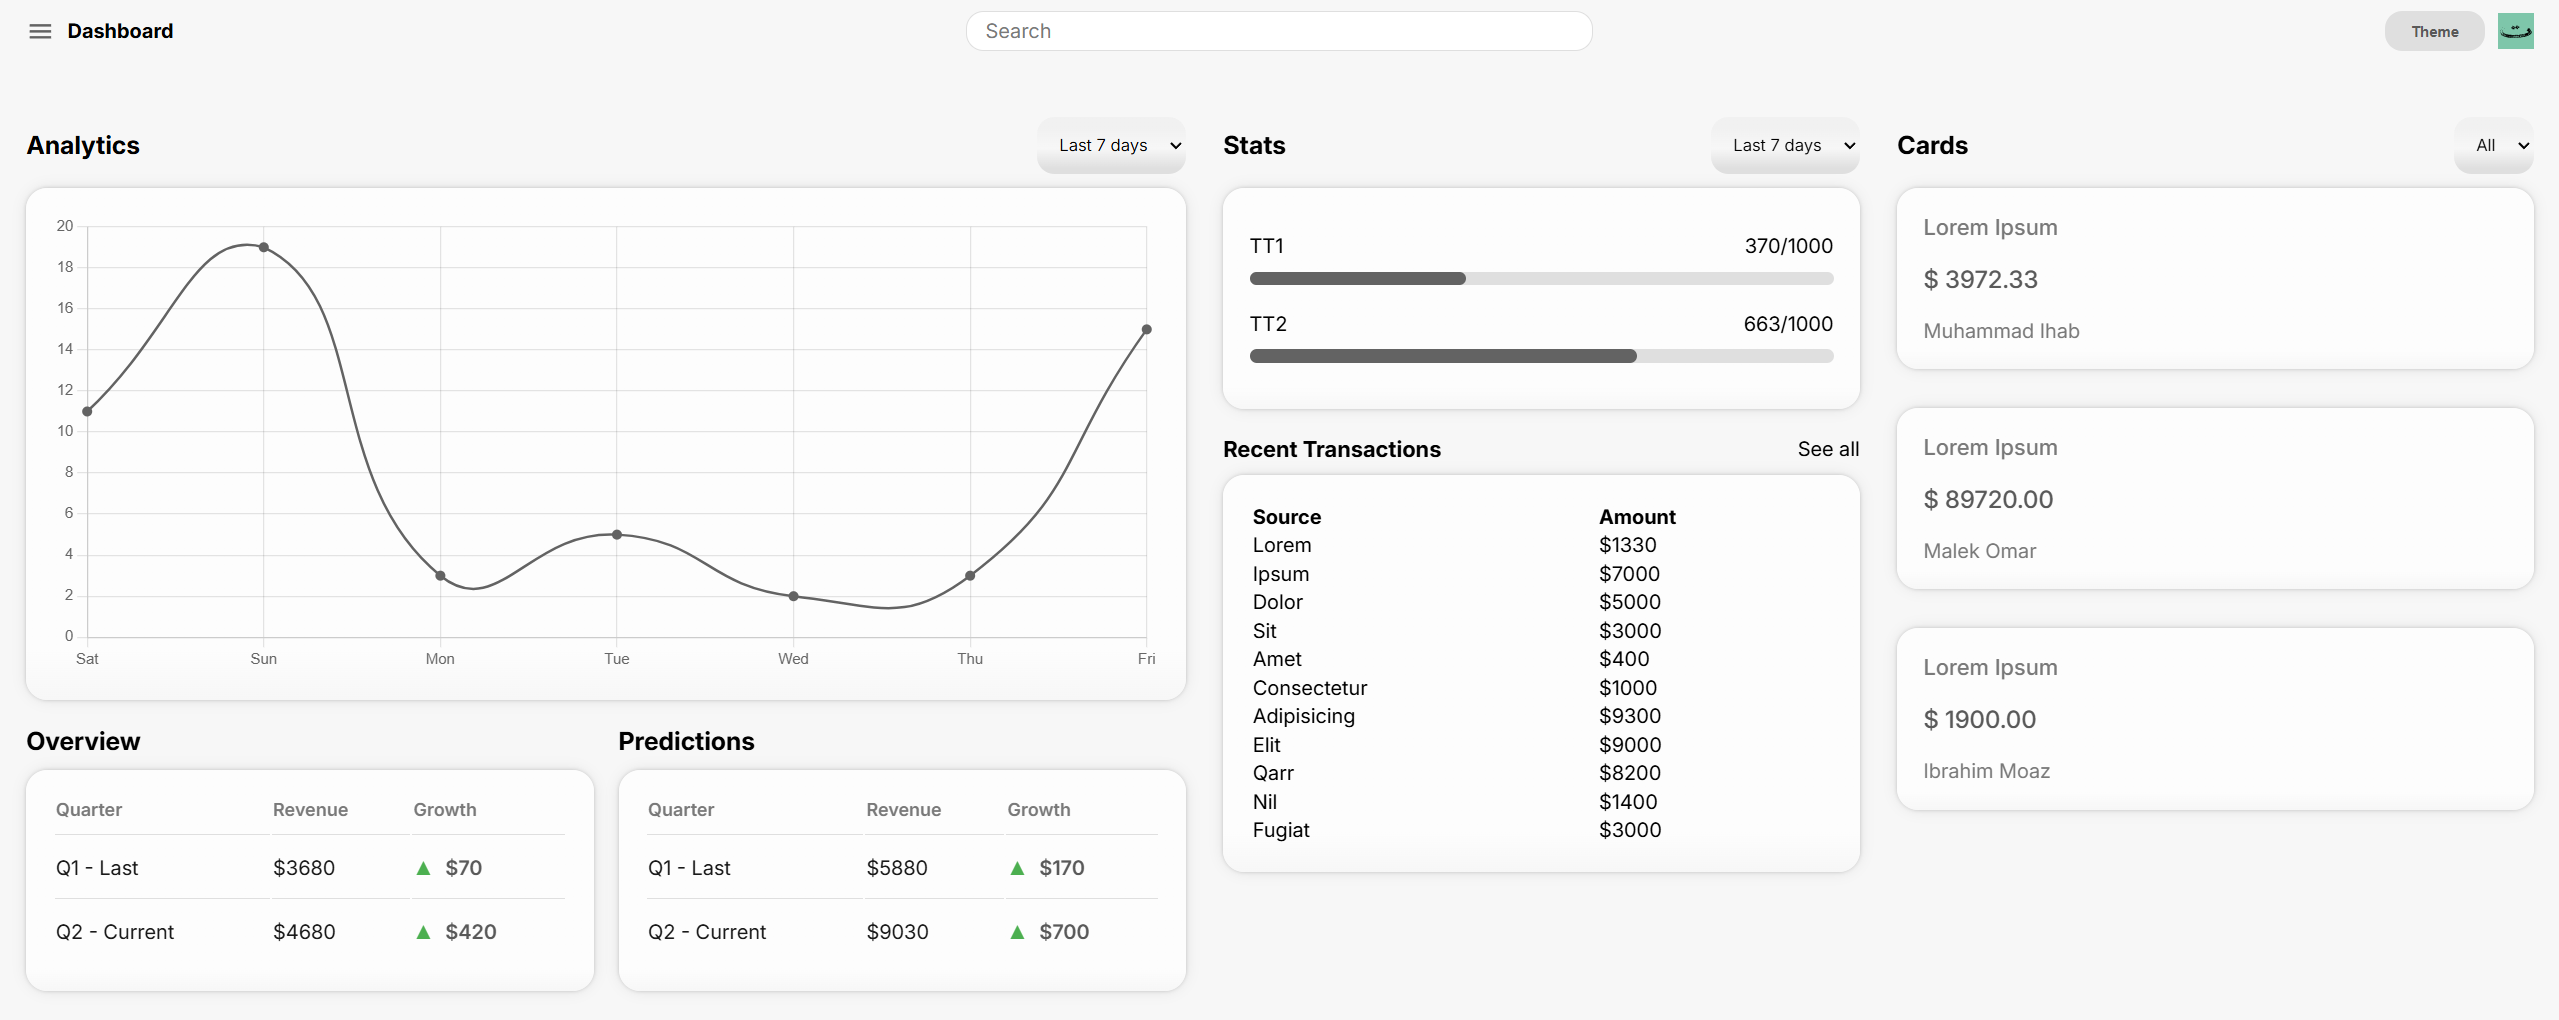 Dashboard
Search
Theme
Analytics
Last 7 days
20
18
16
14
12
10
8
6
4
2
0
Sat Sun Mon Tue Wed Thu Fri
Overview
Quarter Revenue Growth
Q1 - Last $3680 ▲ $70
Q2 - Current $4680 ▲ $420
Predictions
Quarter Revenue Growth
Q1 - Last $5880 ▲ $170
Q2 - Current $9030 ▲ $700
Stats
Last 7 days
TT1 370/1000
TT2 663/1000
Recent Transactions See all
Source Amount
Lorem $1330
Ipsum $7000
Dolor $5000
Sit $3000
Amet $400
Consectetur $1000
Adipisicing $9300
Elit $9000
Qarr $8200
Nil $1400
Fugiat $3000
Cards
All
Lorem Ipsum
$ 3972.33
Muhammad Ihab
Lorem Ipsum
$ 89720.00
Malek Omar
Lorem Ipsum
$ 1900.00
Ibrahim Moaz